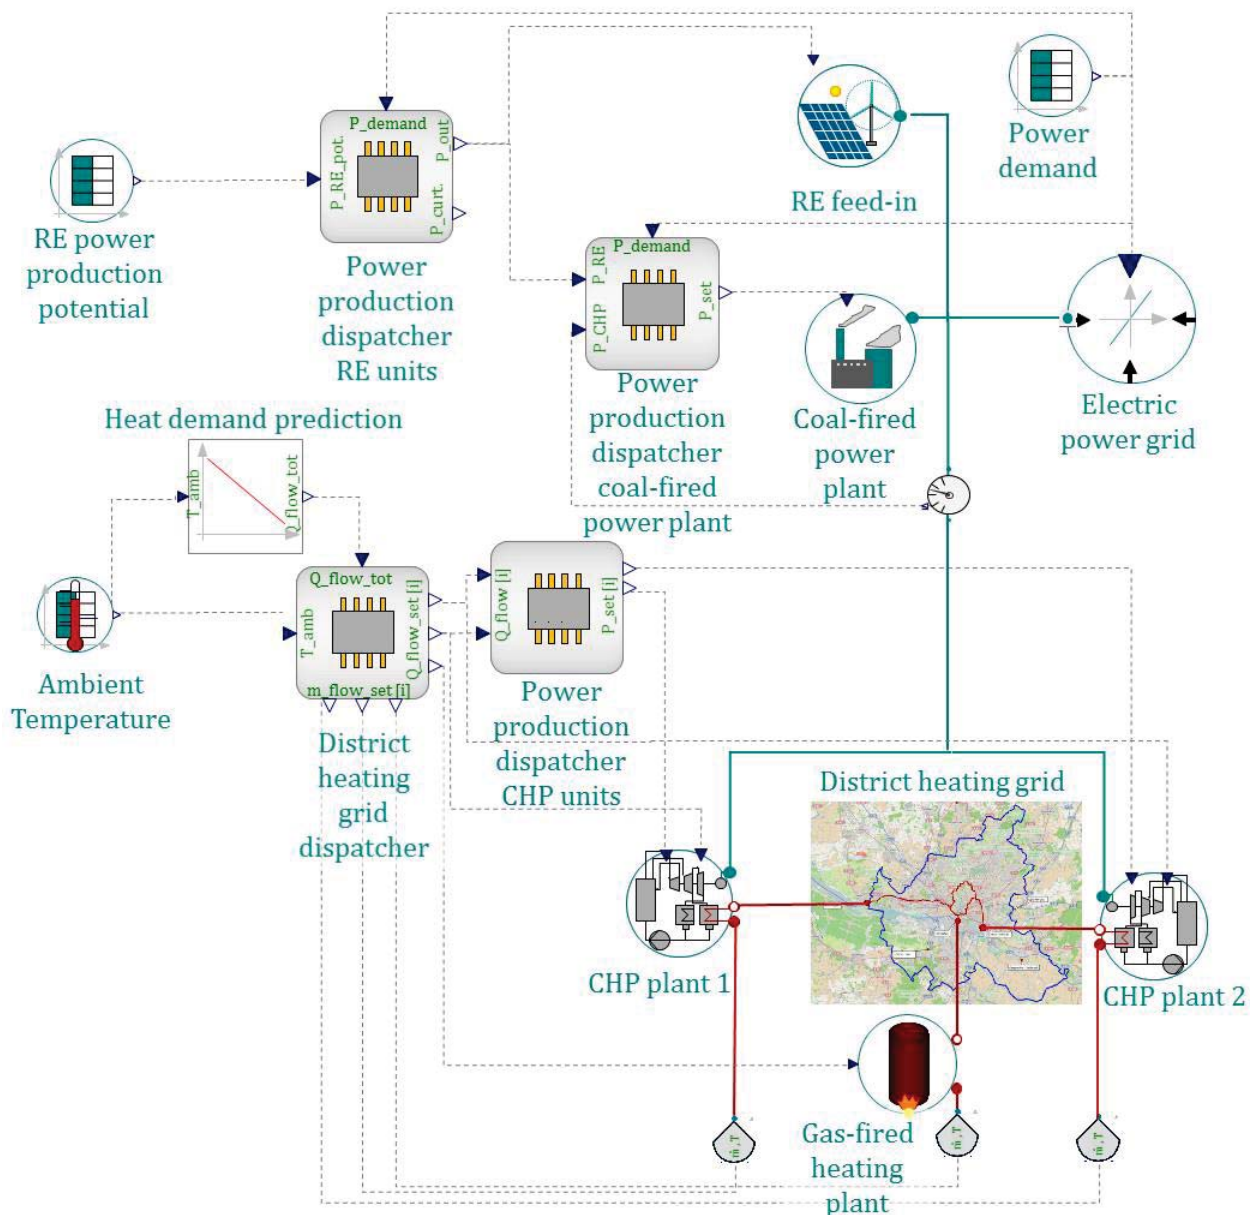 P_demand
P_RE_pot.
P_out
P_curt.
Power
demand
RE feed-in
RE power
production
potential
Power
production
dispatcher
RE units
P_demand
P_RE
P_CHP
P_set
Power
production
dispatcher
coal-fired
power plant
Coal-fired
power
plant
Electric
power grid
Heat demand prediction
T_amb
Q_flow_tot
Q_flow_tot
T_amb
Q_flow_set [i]
Q_flow_set
m_flow_set [i]
Q_flow [i]
P_set [i]
Ambient
Temperature
District
heating
grid
dispatcher
Power
production
dispatcher
CHP units
District heating grid
CHP plant 1
CHP plant 2
Gas-fired
heating
plant
ṁ,T
ṁ,T
ṁ,T